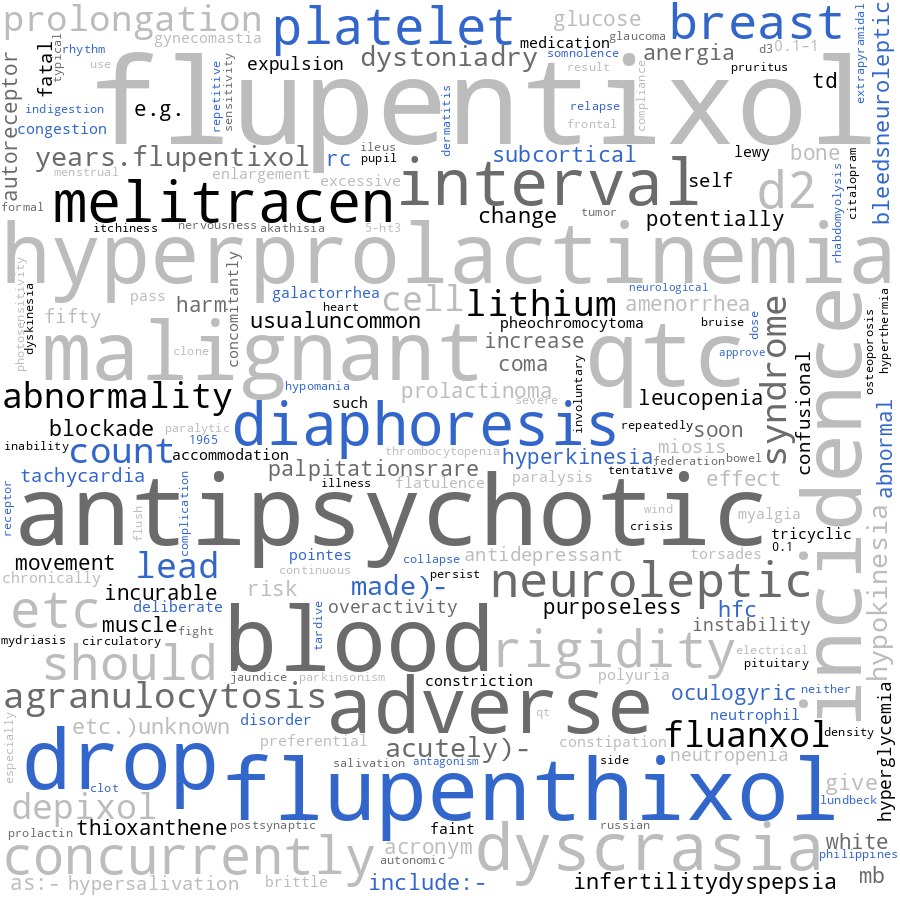 prolongation
platelet
glucose
breast
gynecomastia
medication
glaucoma
extrapyramidal
bleedsneuroleptic
fatal
typical
rhythm
use
expulsion
dystoniadry
somnolence
anergia
d3
0.1–1
result
pruritus
autoreceptor
flupentixol
td
indigestion
e.g.
repetitive
sensitivity
dermatitis
relapse
compliance
congestion
frontal
years.flupentixol
rc
ileus
pupil
subcortical
lewy
bone
menstrual
enlargement
excessive
interval
self
d2
rhabdomyolysis
citalopram
formal
melitracen
change
tumor
potentially
itchiness
nervousness
akathisia
5-ht3
hyperprolactinemia
photosensitivity
dyskinesia
pass
harm
concomitantly
galactorrhea
heart
cell
lithium
neurological
amenorrhea
syndrome
incidence
osteoporosis
hyperthermia
fifty
usualuncommon
pheochromocytoma
bruise
dose
malignant
clone
increase
coma
qtc
approve
abnormality
hypomania
prolactinoma
severe
involuntary
leucopenia
confusional
abnormal
such
blockade
paralytic
diaphoresis
repeatedly
soon
inability
count
1965
accommodation
thrombocytopenia
hyperkinesia
miosis
federation
bowel
tachycardia
palpitationsrare
tentative
illness
flatulence
paralysis
effect
receptor
antipsychotic
flush
complication
wind
crisis
myalgia
tricyclic
0.1
hypokinesia
movement
lead
pointes
collapse
antidepressant
torsades
chronically
continuous
persist
incurable
risk
made)-
neuroleptic
etc
deliberate
tardive
overactivity
purposeless
hfc
muscle
fight
blood
instability
mydriasis
circulatory
rigidity
electrical
pituitary
should
jaundice
parkinsonism
constriction
polyuria
agranulocytosis
adverse
oculogyric
neither
especially
etc.)unknown
disorder
qt
neutrophil
hyperglycemia
preferential
acutely)-
constipation
fluanxol
density
drop
clot
salivation
antagonism
side
neutropenia
flupenthixol
give
lundbeck
depixol
prolactin
thioxanthene
postsynaptic
faint
russian
concurrently
acronym
autonomic
dyscrasia
white
philippines
as:-
hypersalivation
brittle
include:-
infertilitydyspepsia
mb